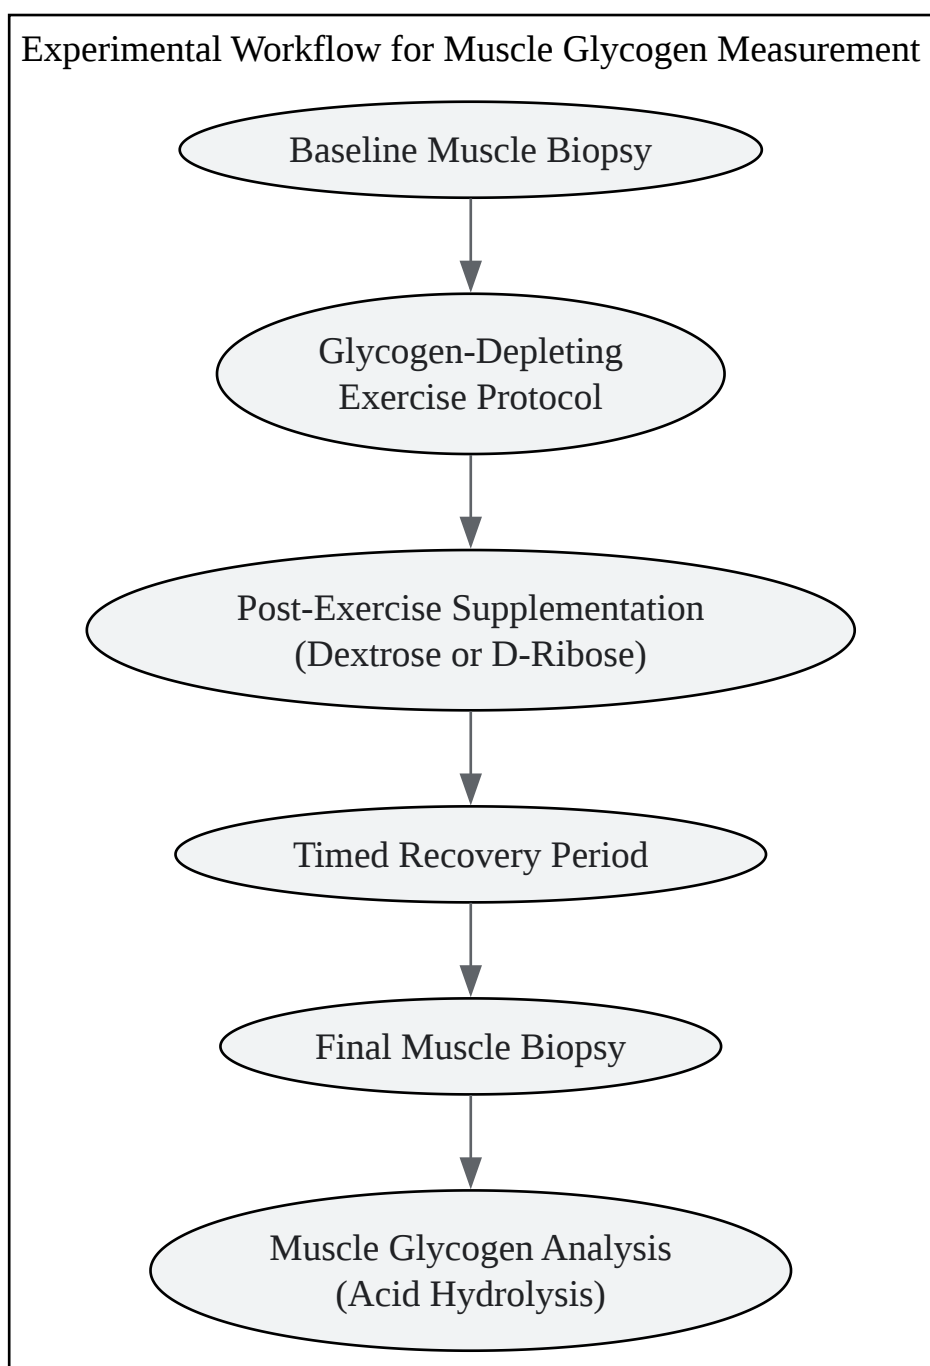 Experimental Workflow for Muscle Glycogen Measurement
Baseline Muscle Biopsy
Glycogen-Depleting
Exercise Protocol
Post-Exercise Supplementation
(Dextrose or D-Ribose)
Timed Recovery Period
Final Muscle Biopsy
Muscle Glycogen Analysis
(Acid Hydrolysis)